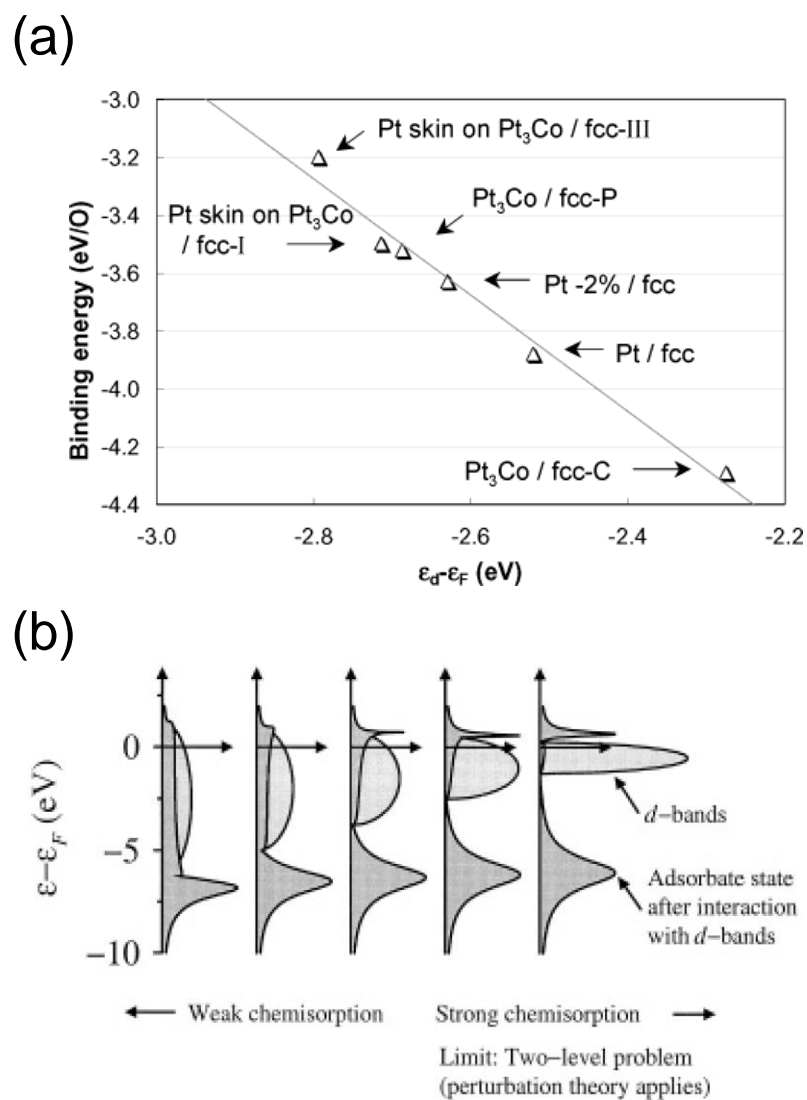 (a)
-3.0
-3.2
-3.4
-3.6
-3.8
-4.0
-4.2
-4.4
Binding energy (eV/O)
Pt skin on Pt₃Co / fcc-III
Pt₃Co / fcc-P
Pt skin on Pt₃Co
/ fcc-I
Pt -2% / fcc
Pt / fcc
Pt₃Co / fcc-C
-3.0 -2.8 -2.6 -2.4 -2.2
εd-εF (eV)
(b)
0
−5
−10
ε−εF (eV)
d−bands
Adsorbate state
after interaction
with d−bands
Weak chemisorption
Strong chemisorption
Limit: Two−level problem
(perturbation theory applies)